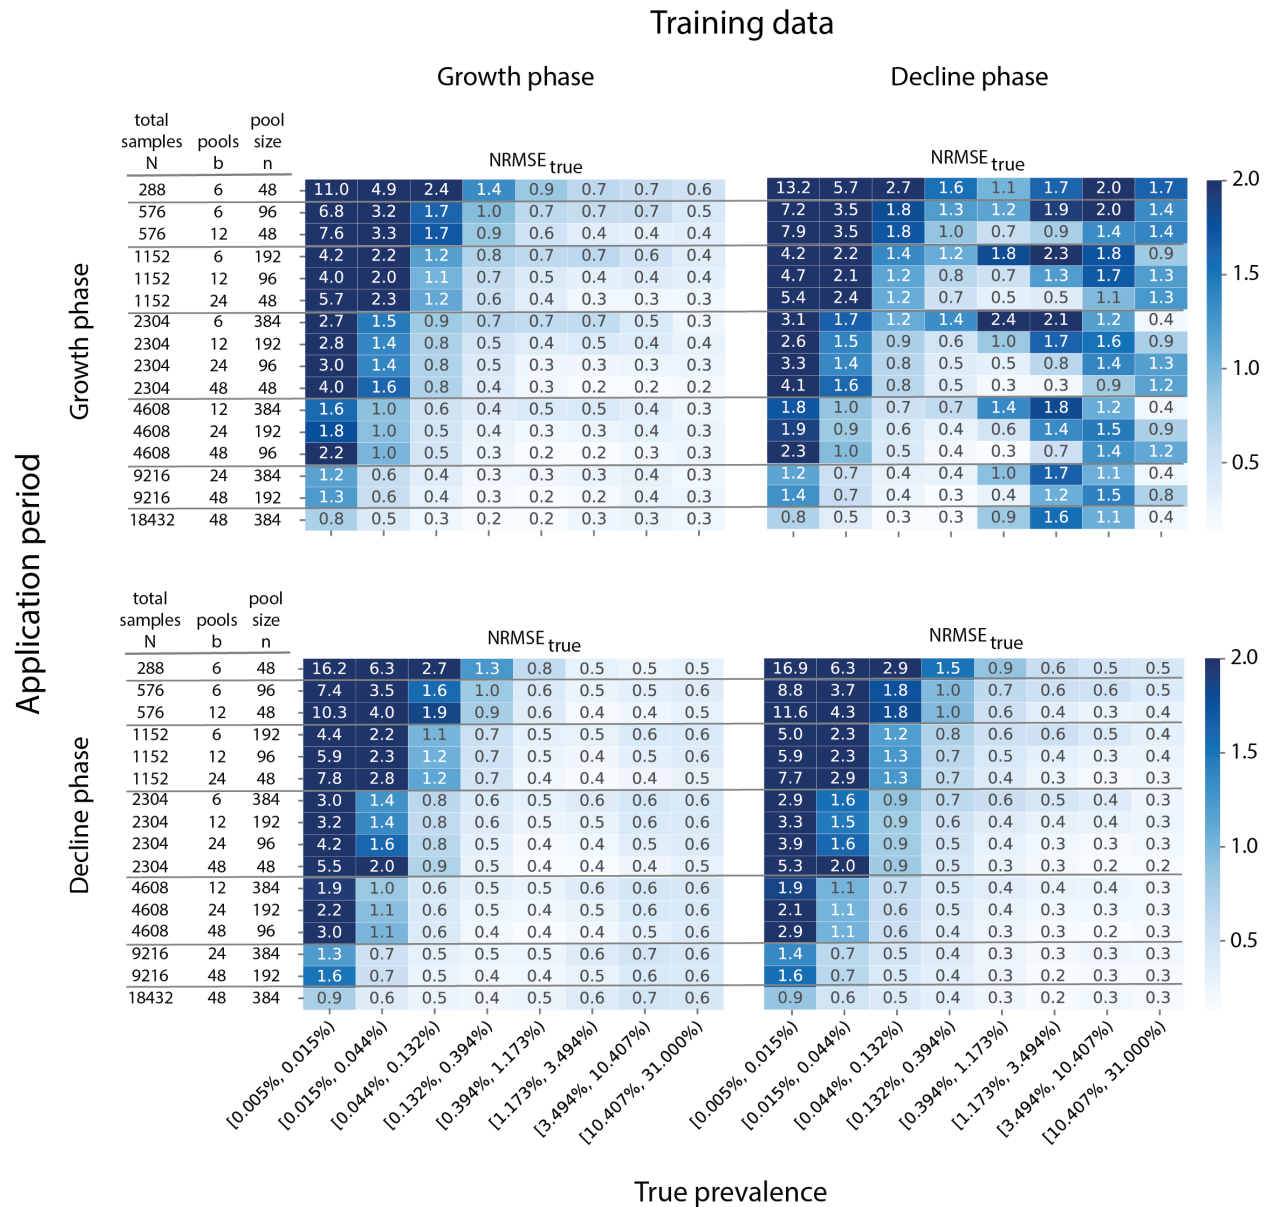 Training data
Growth phase Decline phase
total samples N pools b pool size n
NRMSE true NRMSE true
288 6 48 11.0 4.9 2.4 1.4 0.9 0.7 0.7 0.6 13.2 5.7 2.7 1.6 1.1 1.7 2.0 1.7 2.0
576 6 96 6.8 3.2 1.7 1.0 0.7 0.7 0.7 0.5 7.2 3.5 1.8 1.3 1.2 1.9 2.0 1.4
576 12 48 7.6 3.3 1.7 0.9 0.6 0.4 0.4 0.4 7.9 3.5 1.8 1.0 0.7 0.9 1.4 1.4
1152 6 192 4.2 2.2 1.2 0.8 0.7 0.7 0.6 0.4 4.2 2.2 1.4 1.2 1.8 2.3 1.8 0.9
1152 12 96 4.0 2.0 1.1 0.7 0.5 0.4 0.4 0.4 4.7 2.1 1.2 0.8 0.7 1.3 1.7 1.3 1.5
1152 24 48 5.7 2.3 1.2 0.6 0.4 0.3 0.3 0.3 5.4 2.4 1.2 0.7 0.5 0.5 1.1 1.3
2304 6 384 2.7 1.5 0.9 0.7 0.7 0.7 0.5 0.3 3.1 1.7 1.2 1.4 2.4 2.1 1.2 0.4
2304 12 192 2.8 1.4 0.8 0.5 0.4 0.5 0.4 0.4 2.6 1.5 0.9 0.6 1.0 1.7 1.6 0.9
2304 24 96 3.0 1.4 0.8 0.5 0.3 0.3 0.3 0.3 3.3 1.4 0.8 0.5 0.5 0.8 1.4 1.3 1.0
2304 48 48 4.0 1.6 0.8 0.4 0.3 0.2 0.2 0.2 4.1 1.6 0.8 0.5 0.3 0.3 0.9 1.2
4608 12 384 1.6 1.0 0.6 0.4 0.5 0.5 0.4 0.3 1.8 1.0 0.7 0.7 1.4 1.8 1.2 0.4
4608 24 192 1.8 1.0 0.5 0.4 0.3 0.3 0.4 0.3 1.9 0.9 0.6 0.4 0.6 1.4 1.5 0.9
4608 48 96 2.2 1.0 0.5 0.3 0.2 0.2 0.3 0.3 2.3 1.0 0.5 0.4 0.3 0.7 1.4 1.2 0.5
9216 24 384 1.2 0.6 0.4 0.3 0.3 0.3 0.3 0.3 1.2 0.7 0.4 0.4 1.0 1.7 1.1 0.4
9216 48 192 1.3 0.6 0.4 0.3 0.2 0.2 0.4 0.3 1.4 0.7 0.4 0.3 0.4 1.2 1.5 0.8
18432 48 384 0.8 0.5 0.3 0.2 0.2 0.3 0.3 0.3 0.8 0.5 0.3 0.3 0.9 1.6 1.1 0.4
Growth phase
Application period
total samples N pools b pool size n
NRMSE true NRMSE true
288 6 48 16.2 6.3 2.7 1.3 0.8 0.5 0.5 0.5 16.9 6.3 2.9 1.5 0.9 0.6 0.5 0.5 2.0
576 6 96 7.4 3.5 1.6 1.0 0.6 0.5 0.5 0.5 8.8 3.7 1.8 1.0 0.7 0.6 0.6 0.5
576 12 48 10.3 4.0 1.9 0.9 0.6 0.4 0.4 0.5 11.6 4.3 1.8 1.0 0.6 0.4 0.3 0.4
1152 6 192 4.4 2.2 1.1 0.7 0.5 0.5 0.6 0.6 5.0 2.3 1.2 0.8 0.6 0.6 0.5 0.4
1152 12 96 5.9 2.3 1.2 0.7 0.5 0.4 0.5 0.6 5.9 2.3 1.3 0.7 0.5 0.4 0.4 0.3 1.5
1152 24 48 7.8 2.8 1.2 0.7 0.4 0.4 0.4 0.5 7.7 2.9 1.3 0.7 0.4 0.3 0.3 0.3
2304 6 384 3.0 1.4 0.8 0.6 0.5 0.6 0.6 0.6 2.9 1.6 0.9 0.7 0.6 0.5 0.4 0.3
2304 12 192 3.2 1.4 0.8 0.6 0.5 0.5 0.6 0.6 3.3 1.5 0.9 0.6 0.4 0.4 0.4 0.3
2304 24 96 4.2 1.6 0.8 0.5 0.4 0.4 0.5 0.6 3.9 1.6 0.9 0.5 0.4 0.3 0.3 0.3 1.0
2304 48 48 5.5 2.0 0.9 0.5 0.4 0.4 0.4 0.5 5.3 2.0 0.9 0.5 0.3 0.3 0.2 0.2
4608 12 384 1.9 1.0 0.6 0.5 0.5 0.6 0.6 0.6 1.9 1.1 0.7 0.5 0.4 0.4 0.4 0.3
4608 24 192 2.2 1.1 0.6 0.5 0.4 0.5 0.6 0.6 2.1 1.1 0.6 0.5 0.4 0.3 0.3 0.3
4608 48 96 3.0 1.1 0.6 0.4 0.4 0.5 0.5 0.6 2.9 1.1 0.6 0.4 0.3 0.3 0.2 0.3 0.5
9216 24 384 1.3 0.7 0.5 0.5 0.5 0.6 0.7 0.6 1.4 0.7 0.5 0.4 0.3 0.3 0.3 0.3
9216 48 192 1.6 0.7 0.5 0.4 0.4 0.5 0.6 0.6 1.6 0.7 0.5 0.4 0.3 0.2 0.3 0.3
18432 48 384 0.9 0.6 0.5 0.4 0.5 0.6 0.7 0.6 0.9 0.6 0.5 0.4 0.3 0.2 0.3 0.3
Decline phase
[0.005%, 0.015%) [0.015%, 0.044%) [0.044%, 0.132%) [0.132%, 0.394%) [0.394%, 1.173%) [1.173%, 3.494%) [3.494%, 10.407%) [10.407%, 31.000%) [0.005%, 0.015%) [0.015%, 0.044%) [0.044%, 0.132%) [0.132%, 0.394%) [0.394%, 1.173%) [1.173%, 3.494%) [3.494%, 10.407%) [10.407%, 31.000%)
True prevalence